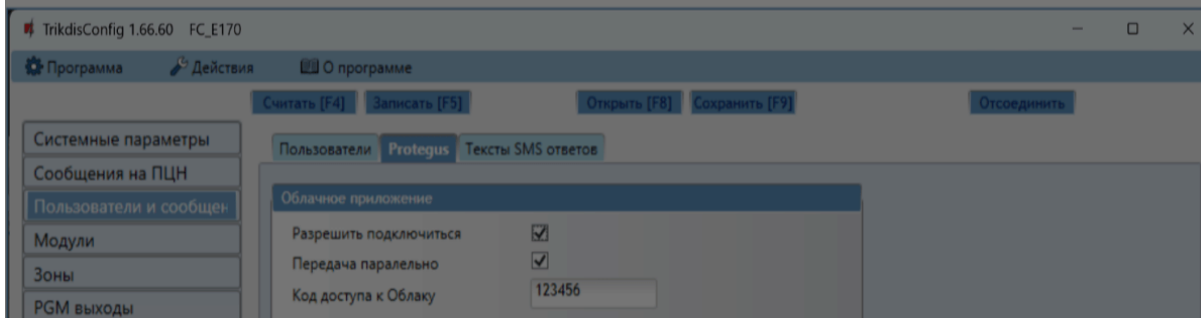 TrikdisConfig 1.66.60 FC_E170
Программа Действия О программе
Считать [F4] Записать [F5] Открыть [F8] Сохранить [F9] Отсоединить
Системные параметры
Сообщения на ПЦН
Пользователи и сообщен
Модули
Зоны
PGM выходы
Пользователи Protegus Тексты SMS ответов
Облачное приложение
Разрешить подключиться
Передача паралельно
Код доступа к Облаку 123456